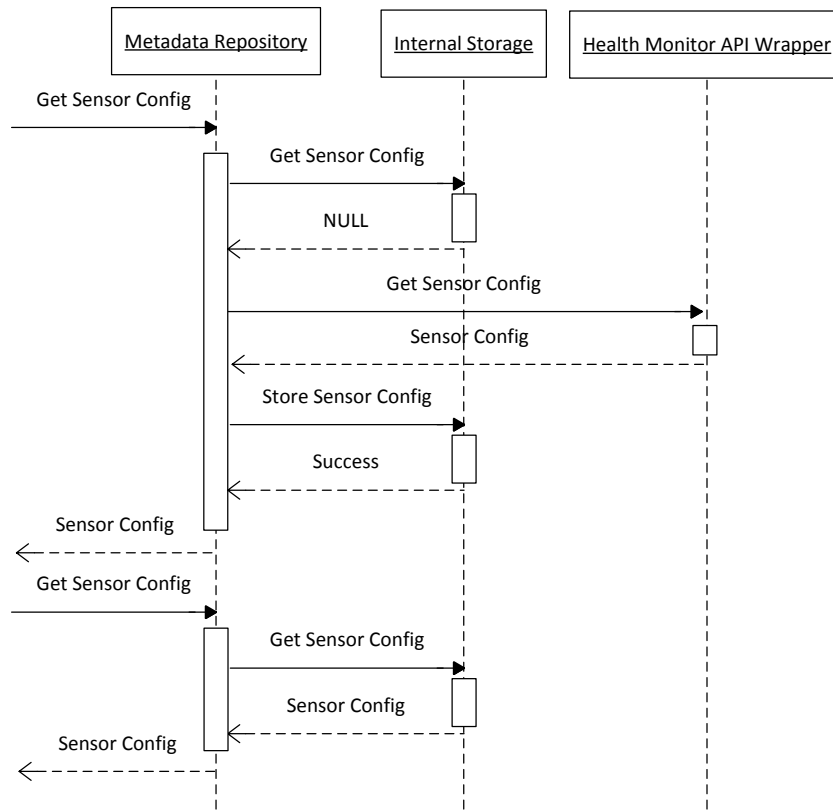 Metadata Repository
Internal Storage
Health Monitor API Wrapper
Get Sensor Config
Get Sensor Config
NULL
Get Sensor Config
Sensor Config
Store Sensor Config
Success
Sensor Config
Get Sensor Config
Get Sensor Config
Sensor Config
Sensor Config